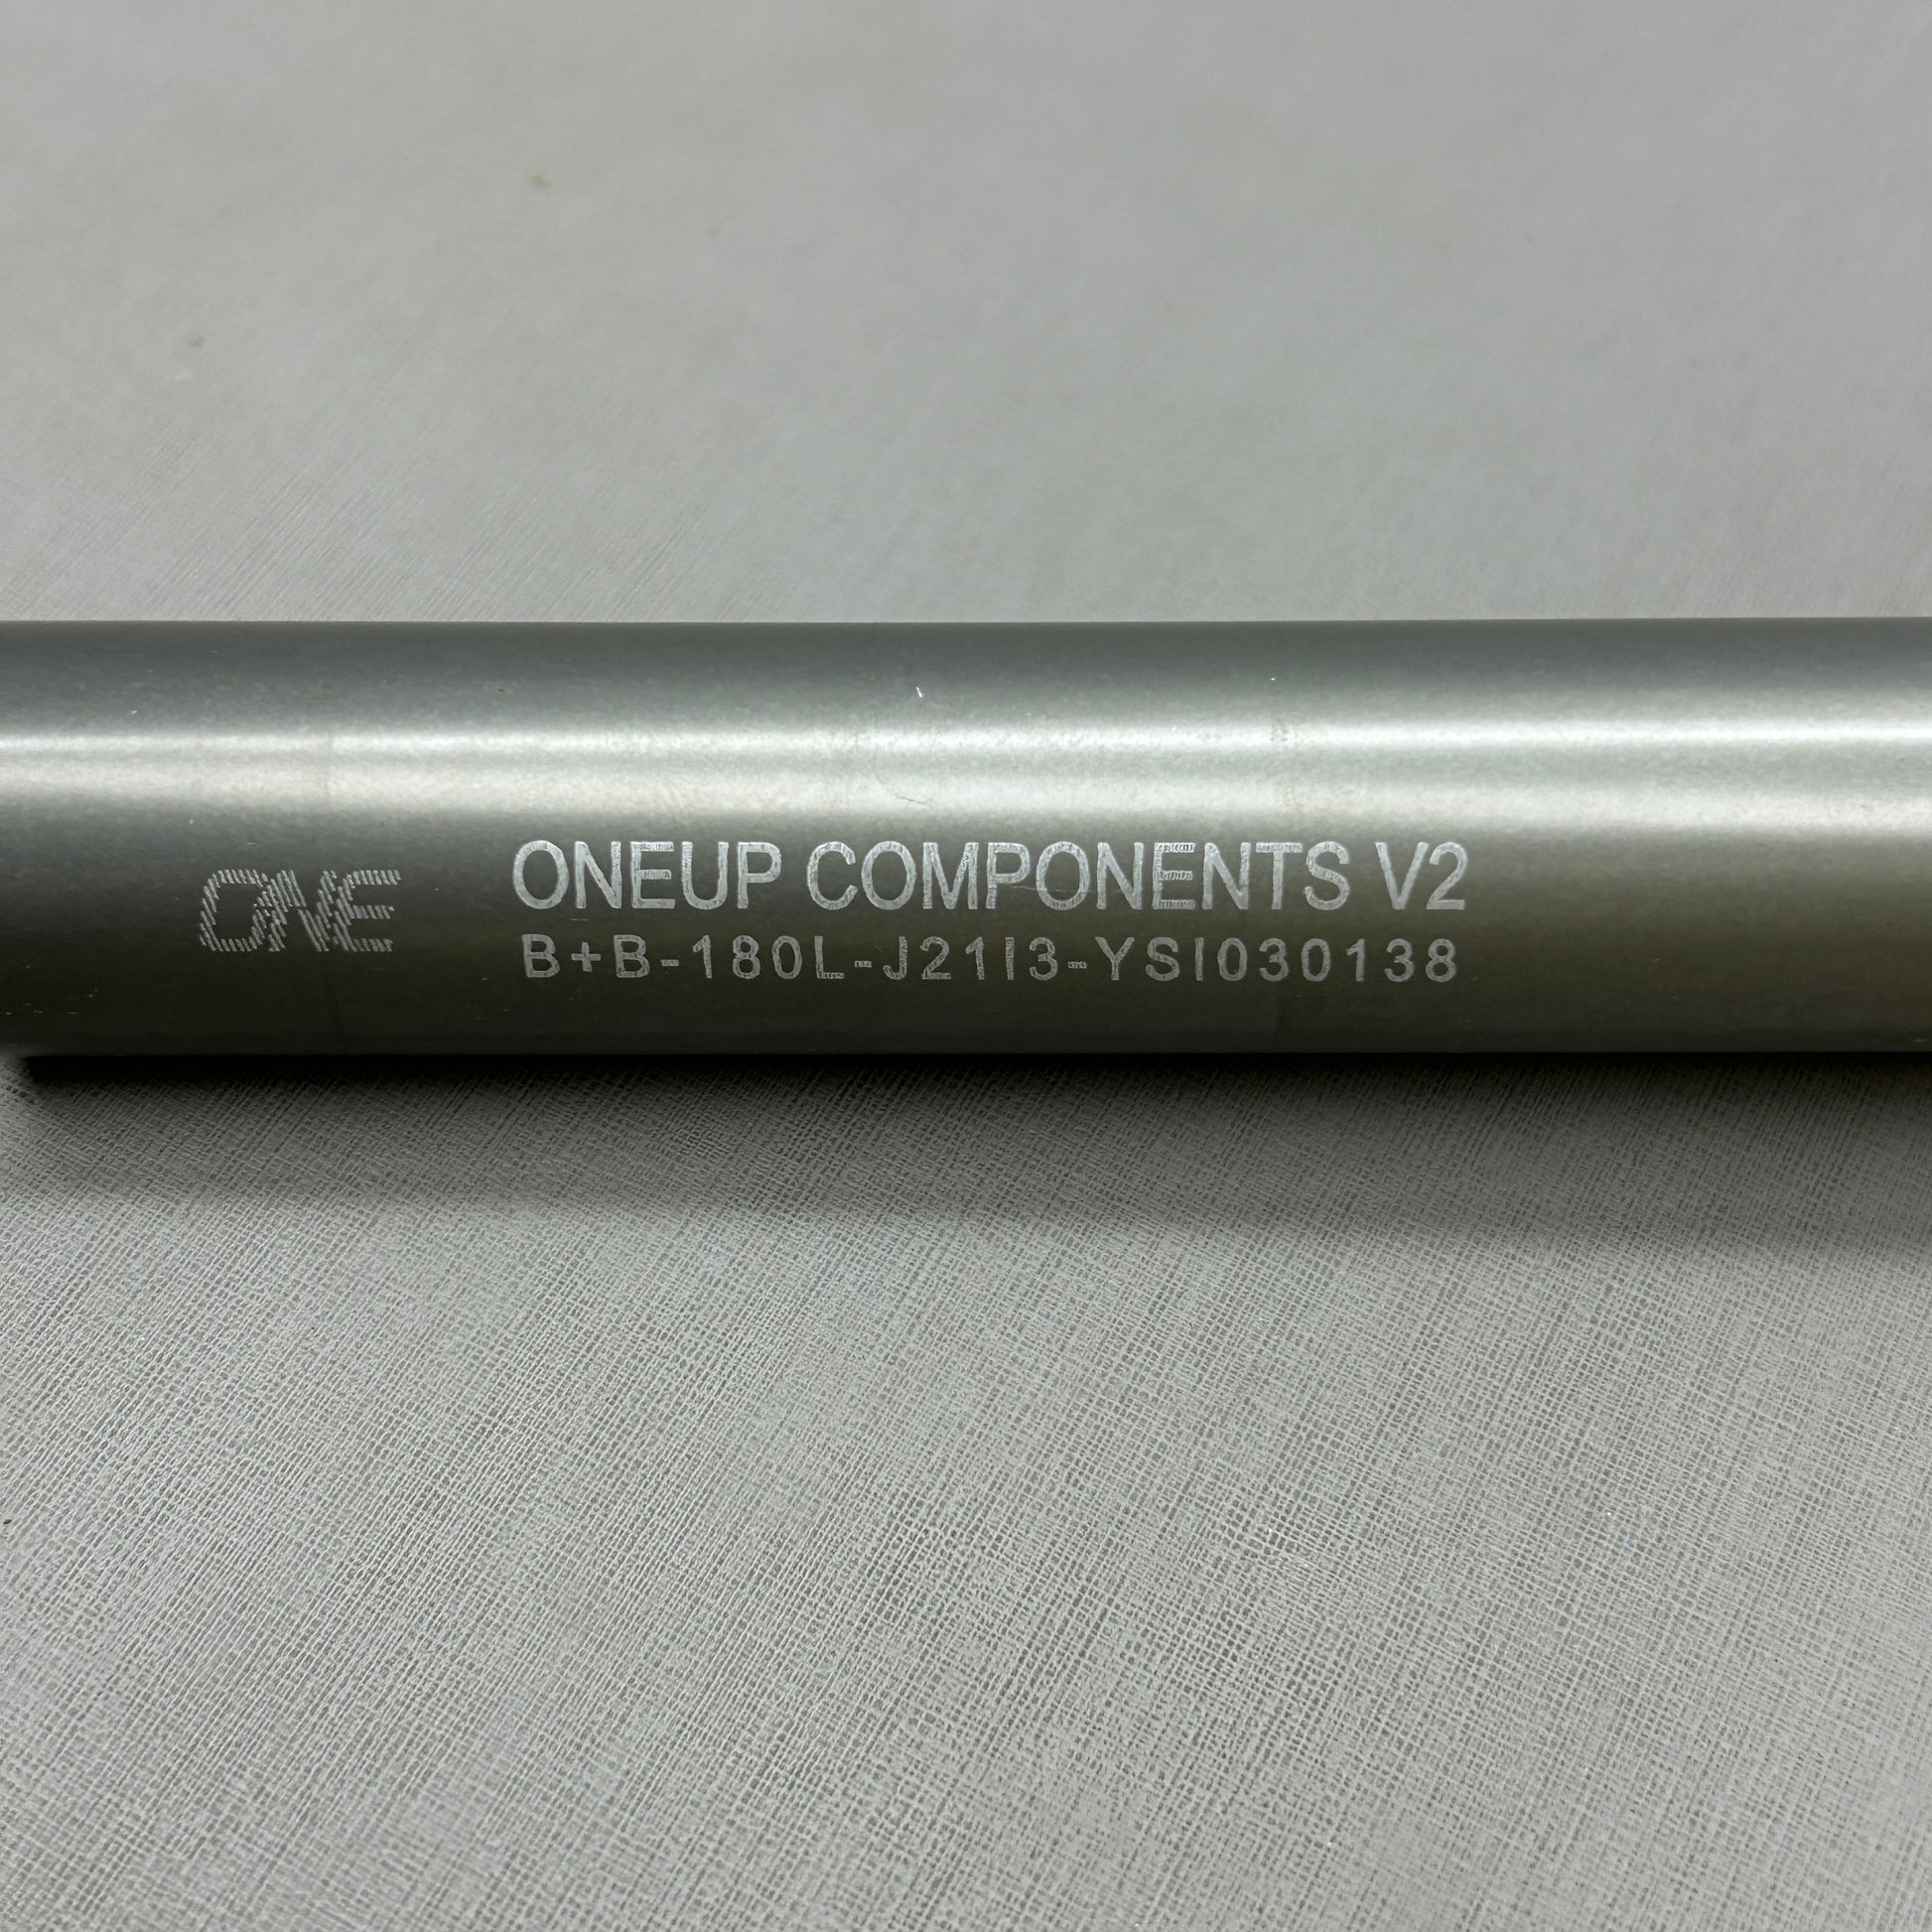 ONE
ONEUP COMPONENTS V2
B+B-180L-J21I3-YSI030138